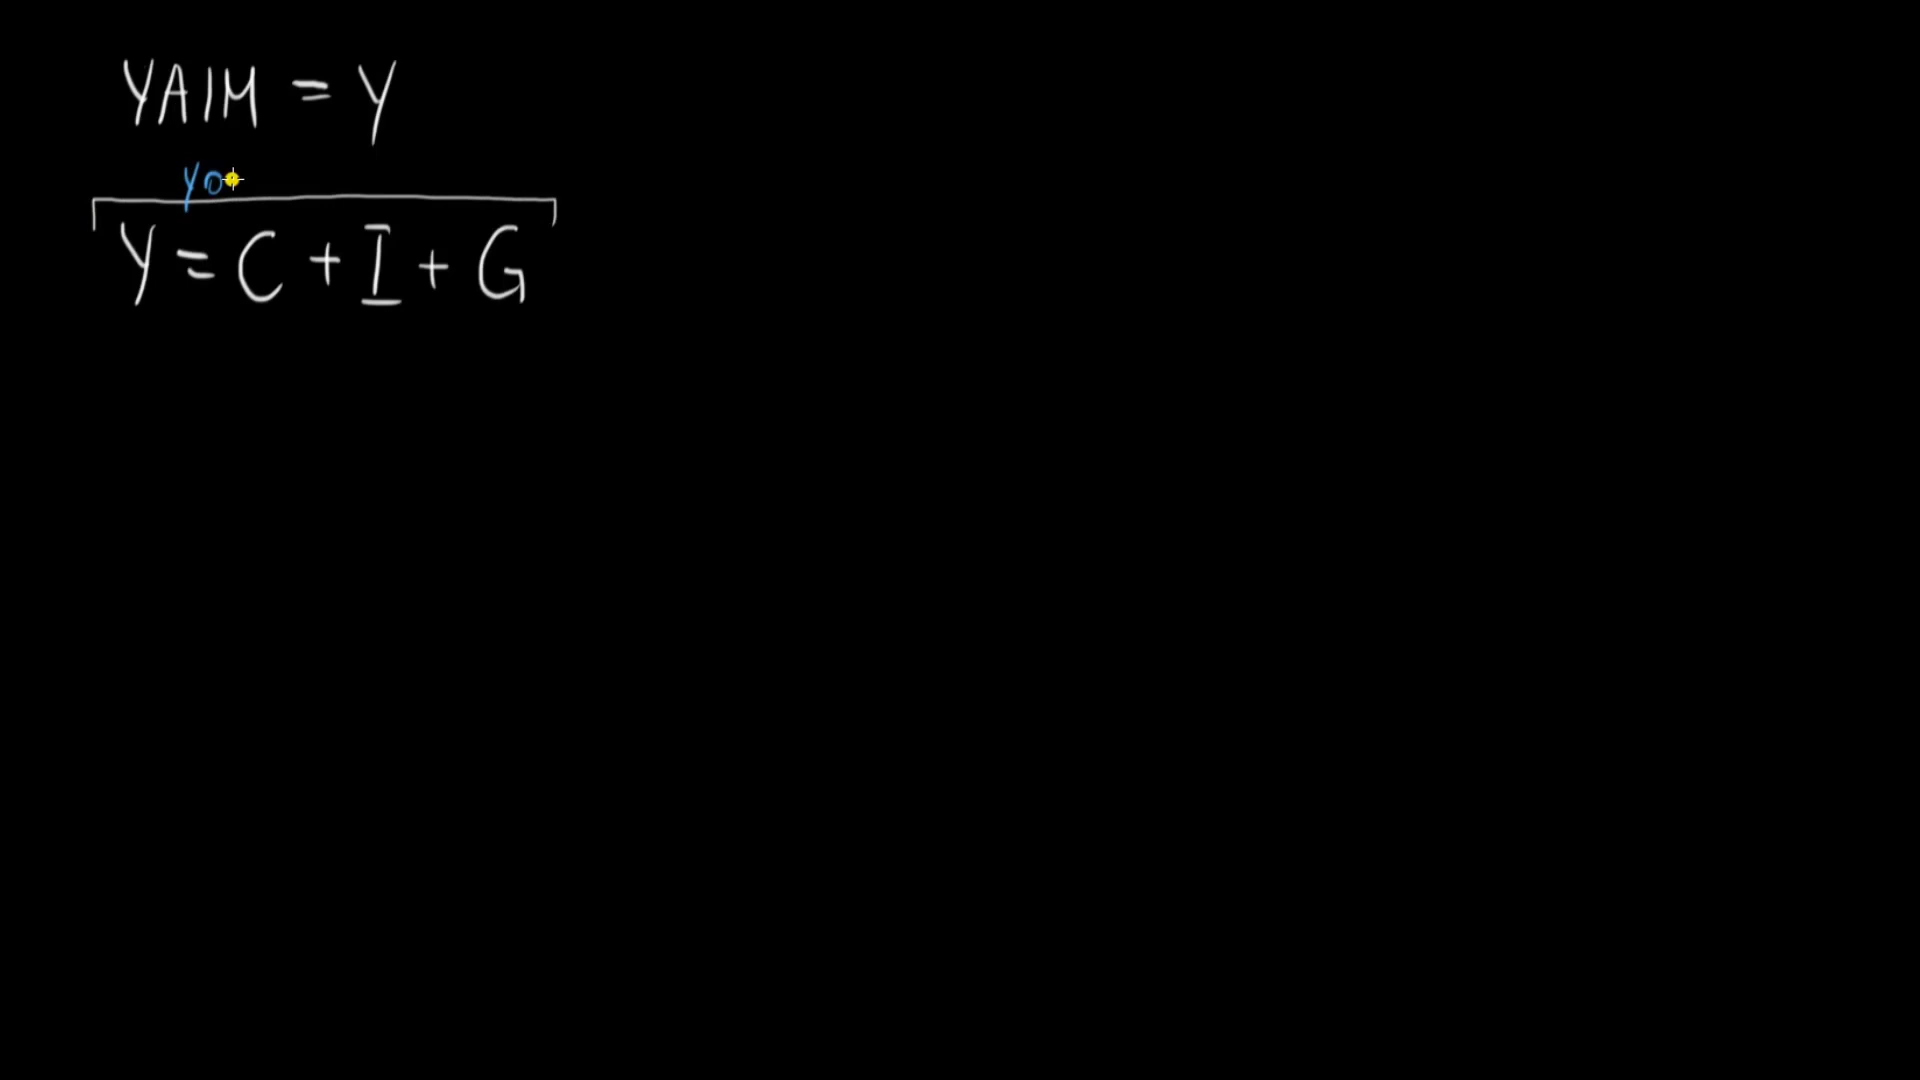 YAIM = Y
yo
Y = C + I + G